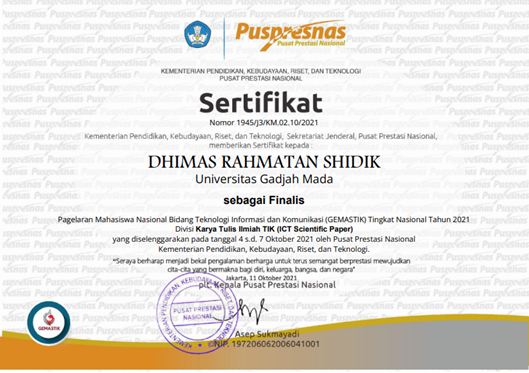 Puspresnas
Pusat Prestasi Nasional
KEMENTERIAN PENDIDIKAN, KEBUDAYAAN, RISET, DAN TEKNOLOGI
PUSAT PRESTASI NASIONAL
Sertifikat
Nomor 1945/J3/KM.02.10/2021
Kementerian Pendidikan, Kebudayaan, Riset, dan Teknologi, Sekretariat Jenderal, Pusat Prestasi Nasional,
memberikan Sertifikat kepada :
DHIMAS RAHMATAN SHIDIK
Universitas Gadjah Mada
sebagai Finalis
Pagelaran Mahasiswa Nasional Bidang Teknologi Informasi dan Komunikasi (GEMASTIK) Tingkat Nasional Tahun 2021
Divisi Karya Tulis Ilmiah TIK (ICT Scientific Paper)
yang diselenggarakan pada tanggal 4 s.d. 7 Oktober 2021 oleh Pusat Prestasi Nasional
Kementerian Pendidikan, Kebudayaan, Riset, dan Teknologi.
"Seraya berharap menjadi bekal pengalaman berharga untuk terus semangat berprestasi mewujudkan
cita-cita yang bermakna bagi diri, keluarga, bangsa, dan negara"
Jakarta, 11 Oktober 2021
plt. Kepala Pusat Prestasi Nasional
KEMENTERIAN PENDIDIKAN, KEBUDAYAAN, RISET, DAN TEKNOLOGI
PUSAT PRESTASI
NASIONAL
GEMASTIK
Asep Sukmayadi
NIP. 197206062006041001